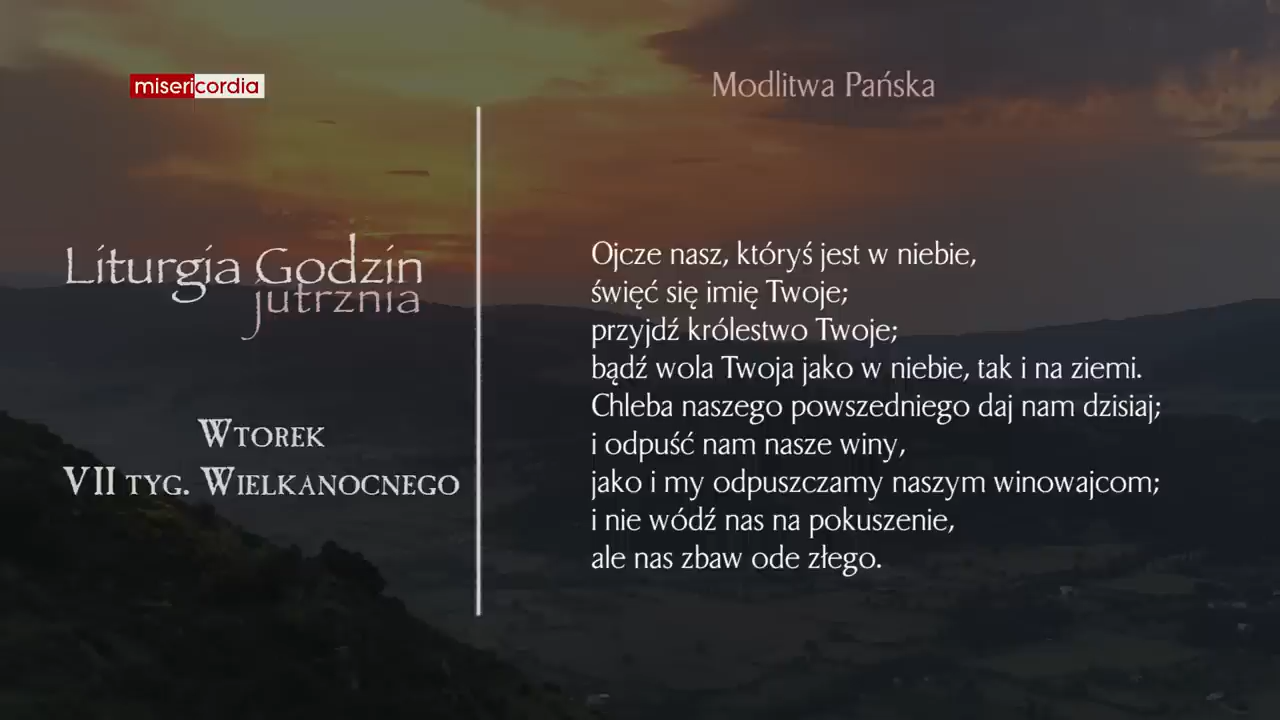 misericordia
Liturgia Godzin
jutrznia
Wtorek
VII tyg. Wielkanocnego
Modlitwa Pańska
Ojcze nasz, któryś jest w niebie,
święć się imię Twoje;
przyjdź królestwo Twoje;
bądź wola Twoja jako w niebie, tak i na ziemi.
Chleba naszego powszedniego daj nam dzisiaj;
i odpuść nam nasze winy,
jako i my odpuszczamy naszym winowajcom;
i nie wódź nas na pokuszenie,
ale nas zbaw ode złego.